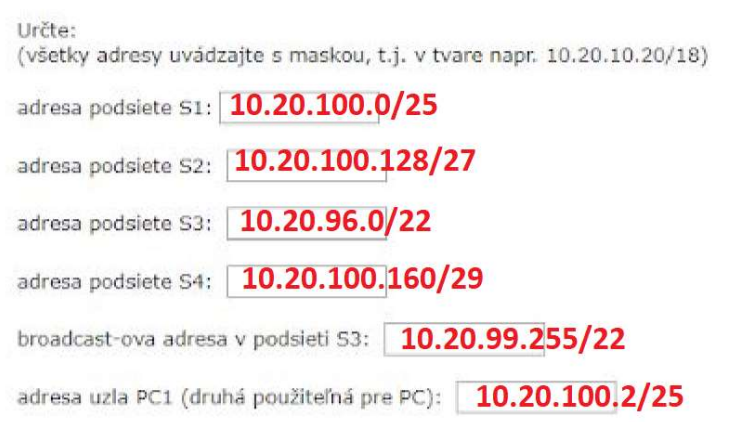 Určte:
(všetky adresy uvádzajte s maskou, t.j. v tvare napr. 10.20.10.20/18)
adresa podsiete S1: 10.20.100.0/25
adresa podsiete S2: 10.20.100.128/27
adresa podsiete S3: 10.20.96.0/22
adresa podsiete S4: 10.20.100.160/29
broadcast-ova adresa v podsieti S3: 10.20.99.255/22
adresa uzla PC1 (druhá použiteľná pre PC): 10.20.100.2/25